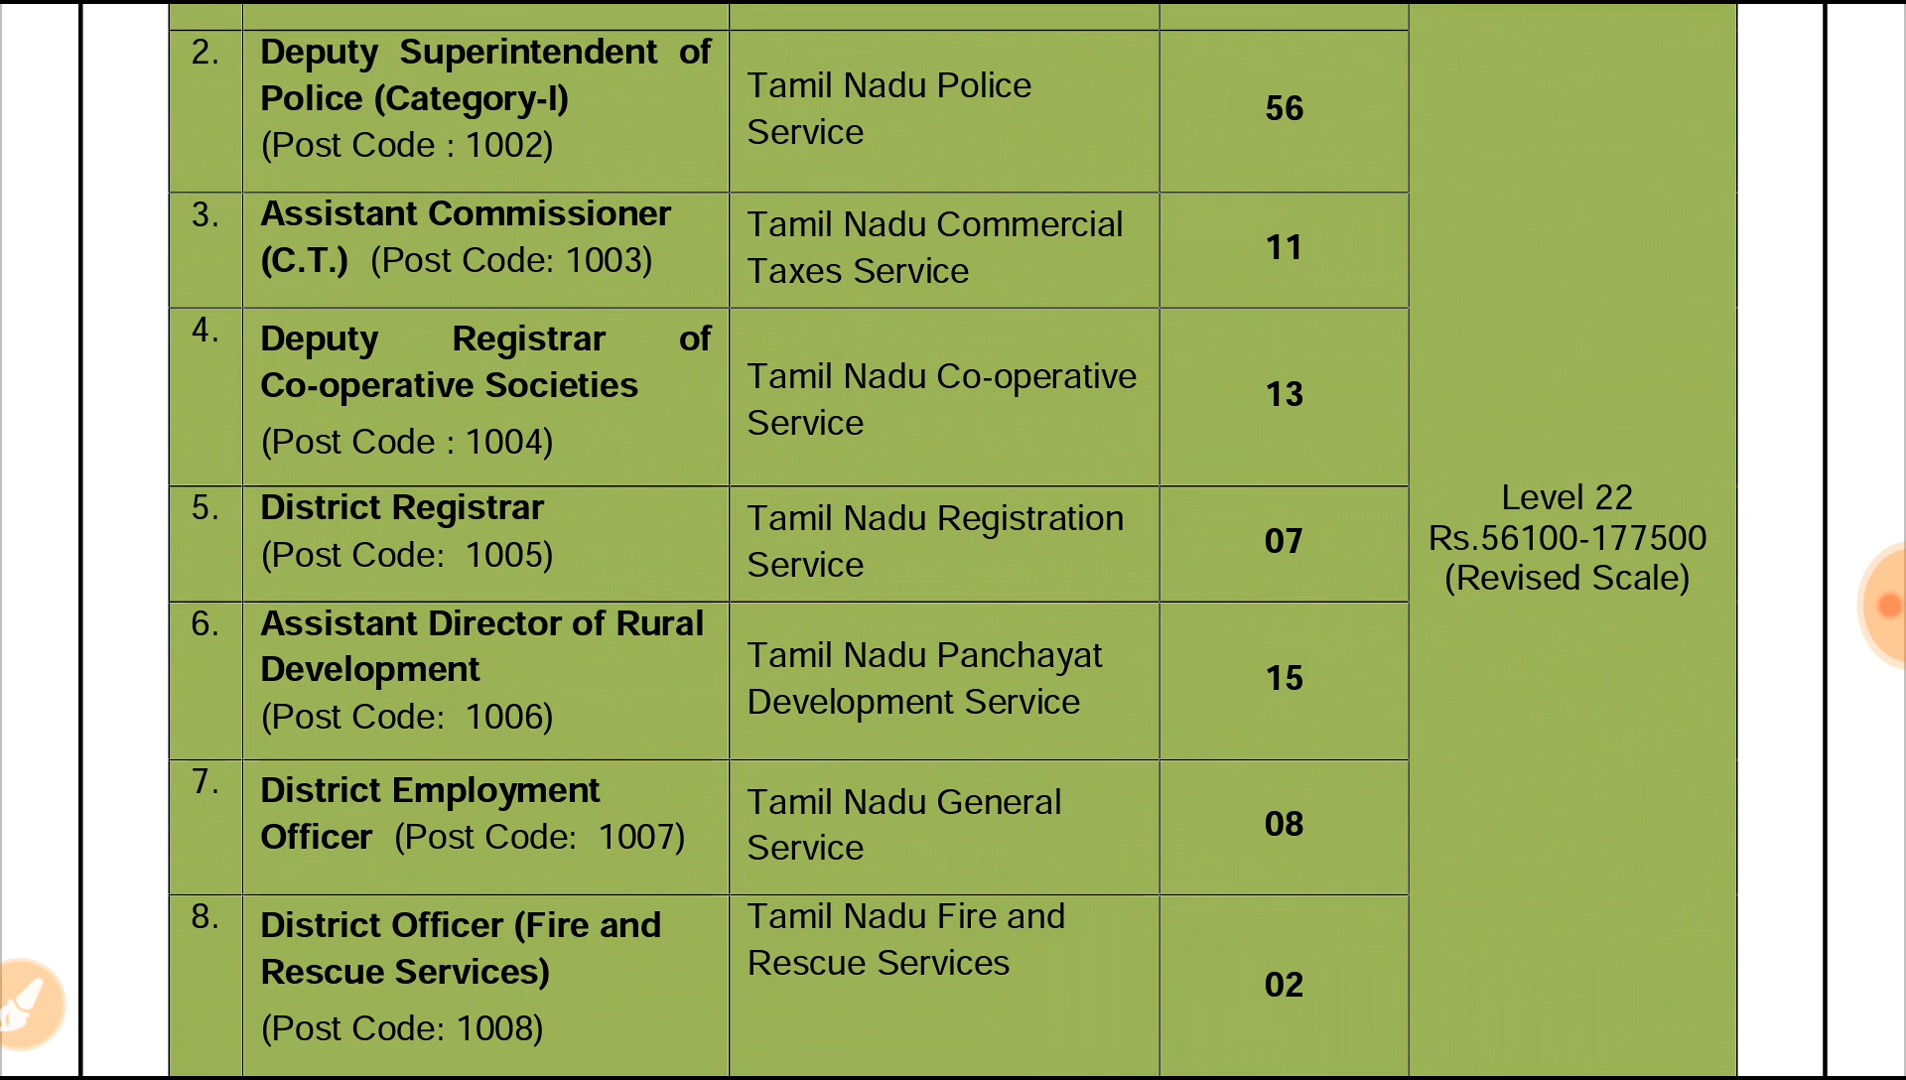 2.
Deputy Superintendent of
Police (Category-I)
(Post Code : 1002)
Tamil Nadu Police
Service
56
3.
Assistant Commissioner
(C.T.) (Post Code: 1003)
Tamil Nadu Commercial
Taxes Service
11
4.
Deputy Registrar of
Co-operative Societies
(Post Code : 1004)
Tamil Nadu Co-operative
Service
13
5.
District Registrar
(Post Code: 1005)
Tamil Nadu Registration
Service
07
6.
Assistant Director of Rural
Development
(Post Code: 1006)
Tamil Nadu Panchayat
Development Service
15
7.
District Employment
Officer (Post Code: 1007)
Tamil Nadu General
Service
08
8.
District Officer (Fire and
Rescue Services)
(Post Code: 1008)
Tamil Nadu Fire and
Rescue Services
02
Level 22
Rs.56100-177500
(Revised Scale)